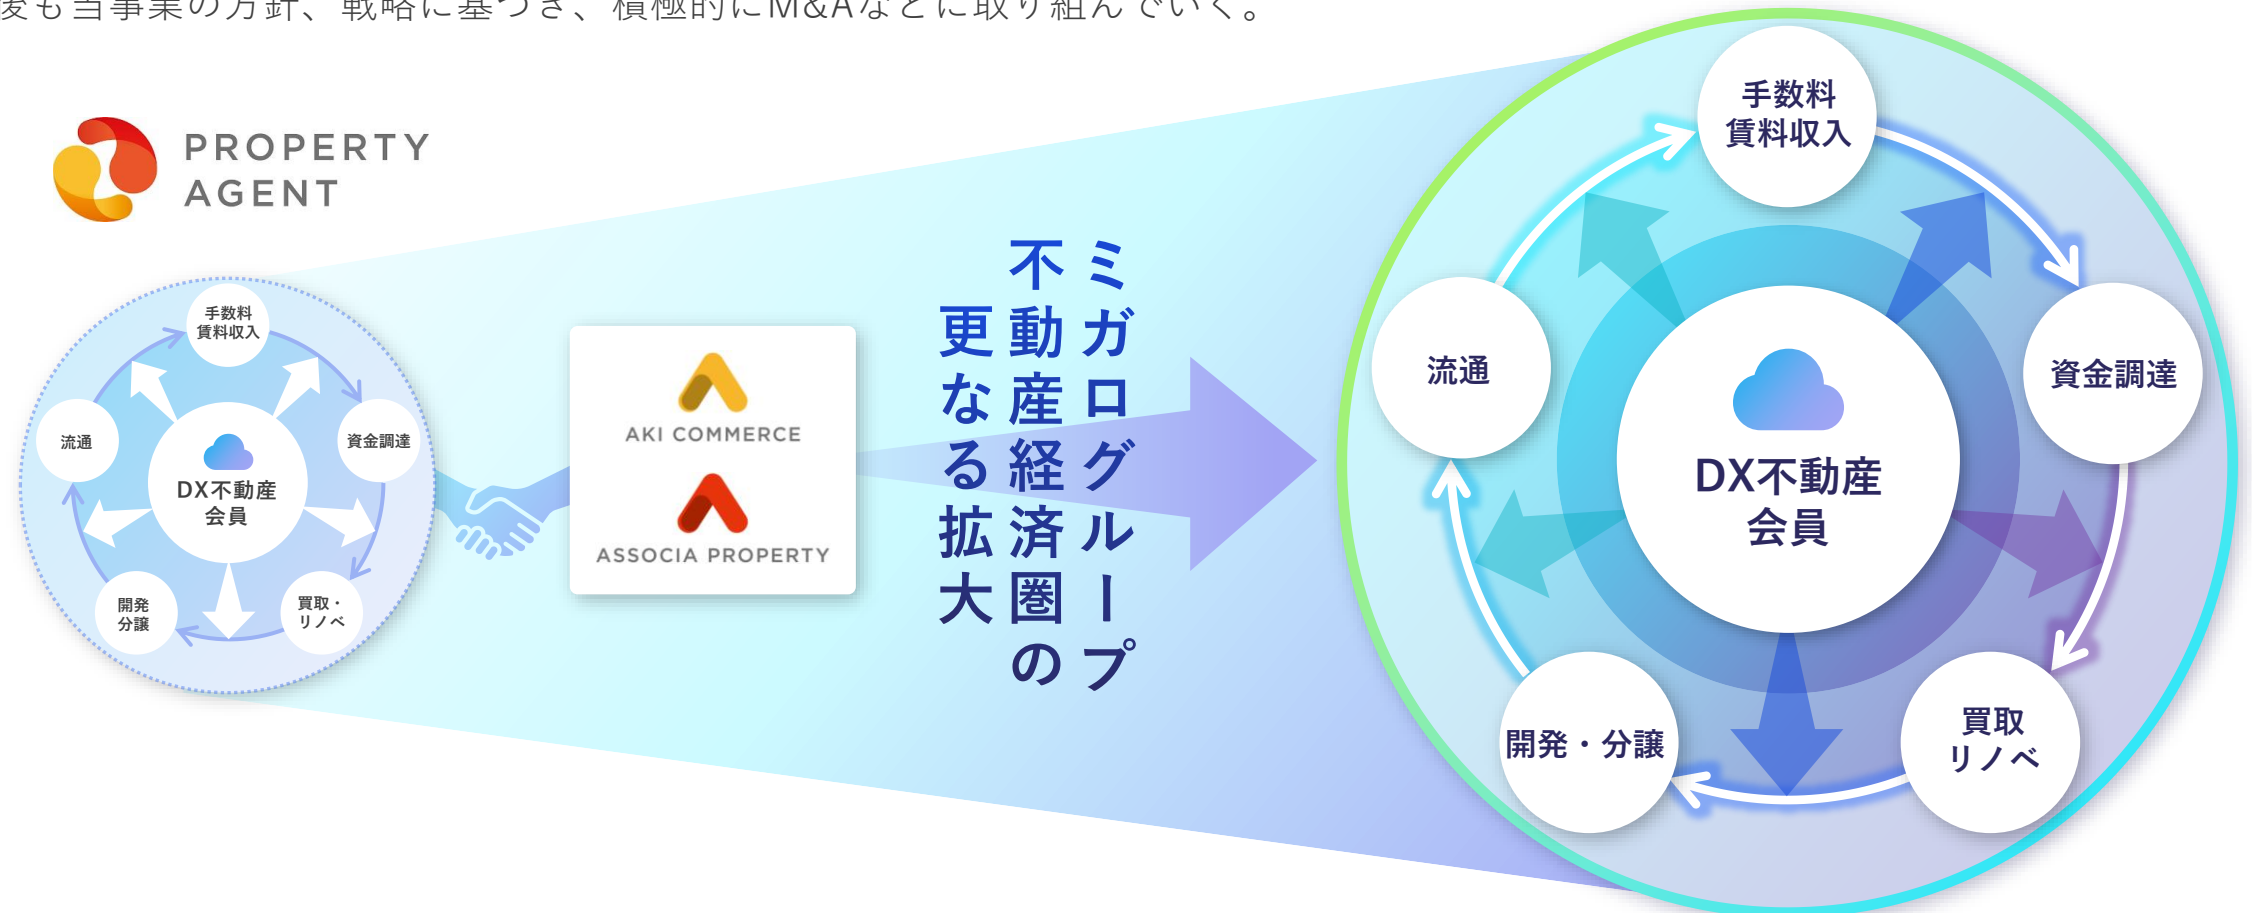 後も当事業の方針、戦略に基づき、積極的にM&Aなどに取り組んでいく。
PROPERTY
AGENT
手数料
賃料収入
流通
資金調達
DX不動産
会員
開発
分譲
買取・
リノベ
AKI COMMERCE
ASSOCIA PROPERTY
ミガログループ
不動産経済圏の
更なる拡大
手数料
賃料収入
流通
資金調達
DX不動産
会員
開発・分譲
買取
リノベ